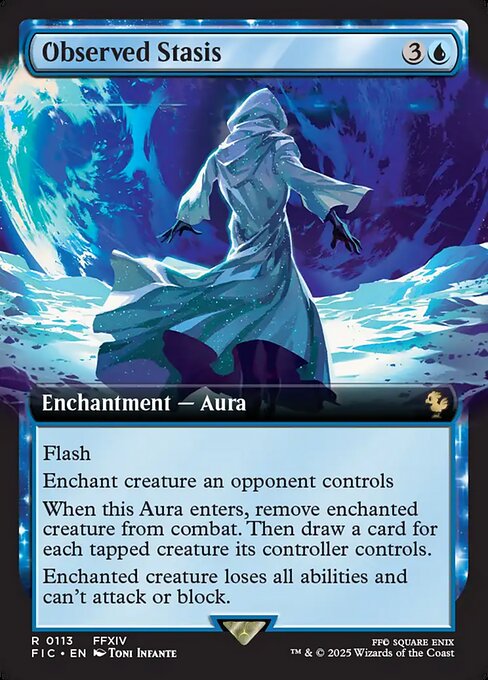 Observed Stasis 3
Enchantment — Aura
Flash
Enchant creature an opponent controls
When this Aura enters, remove enchanted
creature from combat. Then draw a card for
each tapped creature its controller controls.
Enchanted creature loses all abilities and
can't attack or block.
R 0113 FFXIV
FIC • EN Toni Infante
FF© SQUARE ENIX
™ & © 2025 Wizards of the Coast